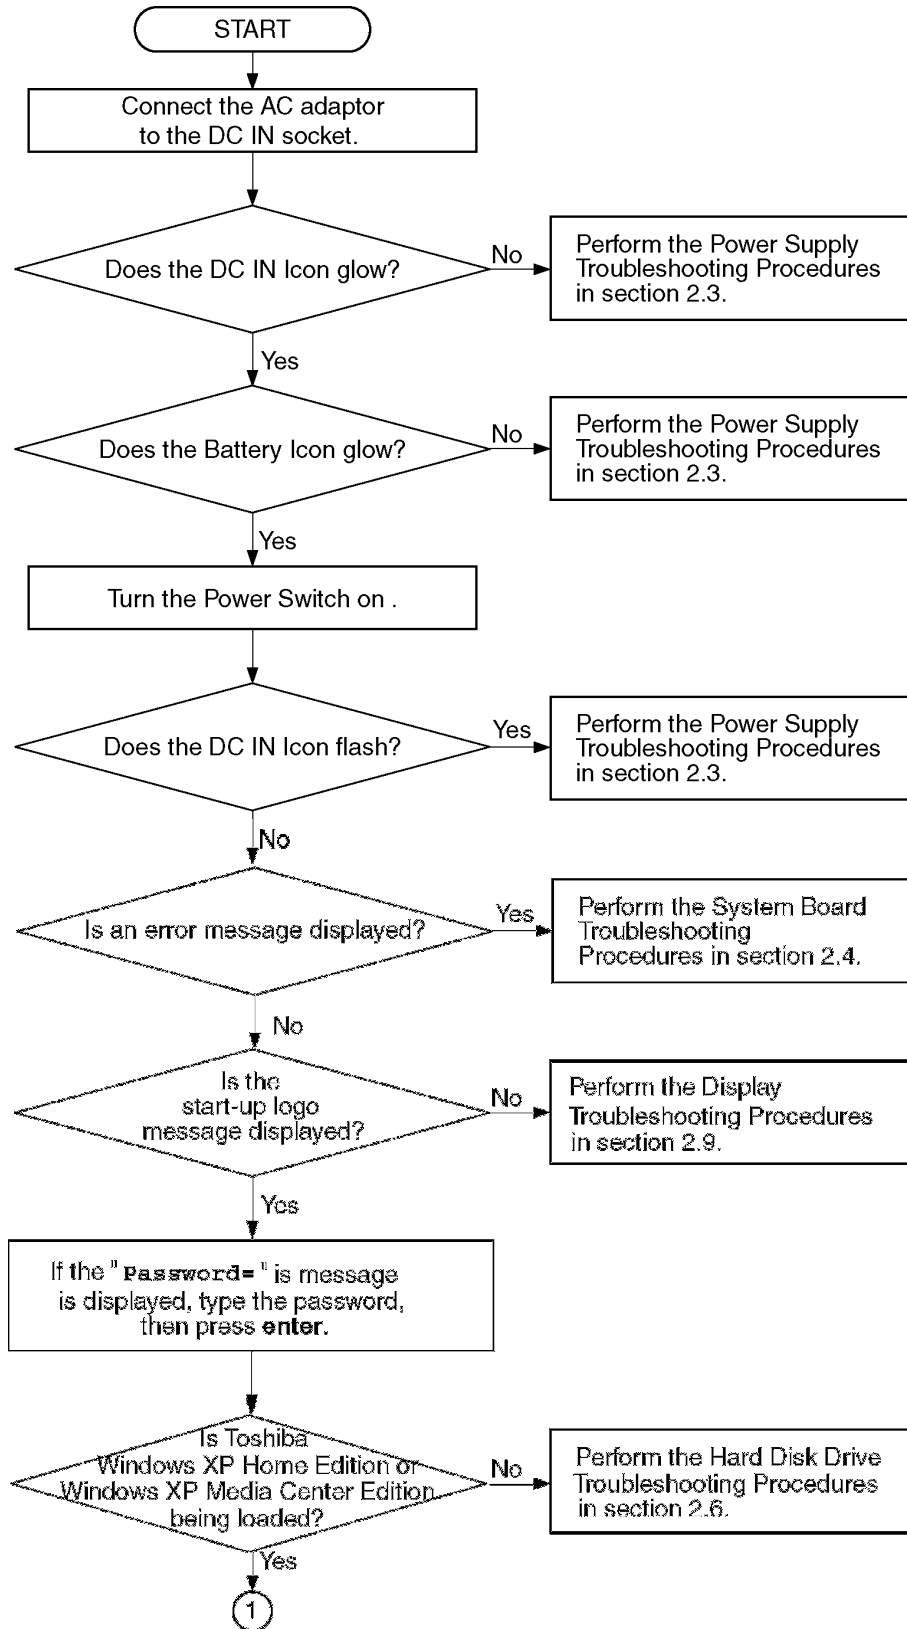 START
Connect the AC adaptor
to the DC IN socket.
Does the DC IN Icon glow?
No
Perform the Power Supply
Troubleshooting Procedures
in section 2.3.
Yes
Does the Battery Icon glow?
No
Perform the Power Supply
Troubleshooting Procedures
in section 2.3.
Yes
Turn the Power Switch on .
Does the DC IN Icon flash?
Yes
Perform the Power Supply
Troubleshooting Procedures
in section 2.3.
No
Is an error message displayed?
Yes
Perform the System Board
Troubleshooting
Procedures in section 2.4.
No
Is the
start-up logo
message displayed?
No
Perform the Display
Troubleshooting Procedures
in section 2.9.
Yes
If the "Password= " is message
is displayed, type the password,
then press enter.
Is Toshiba
Windows XP Home Edition or
Windows XP Media Center Edition
being loaded?
No
Perform the Hard Disk Drive
Troubleshooting Procedures
in section 2.6.
Yes
1